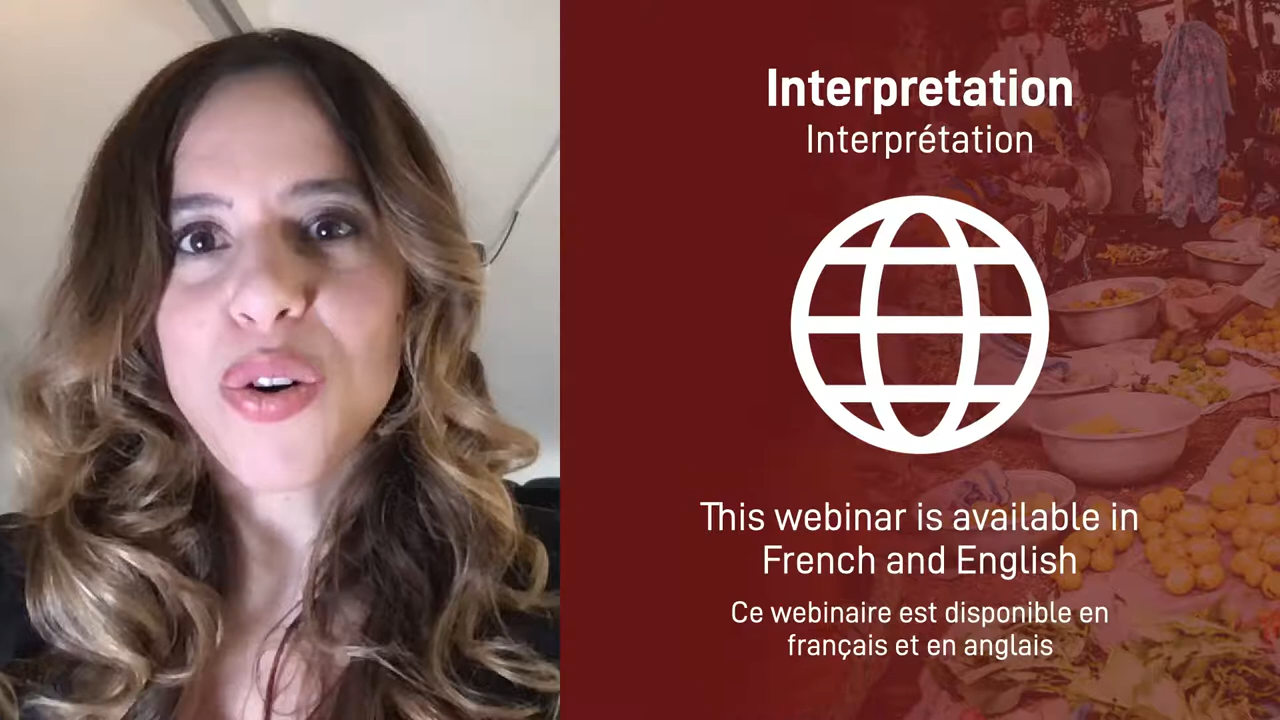 Interpretation
Interprétation
This webinar is available in
French and English
Ce webinaire est disponible en
français et en anglais